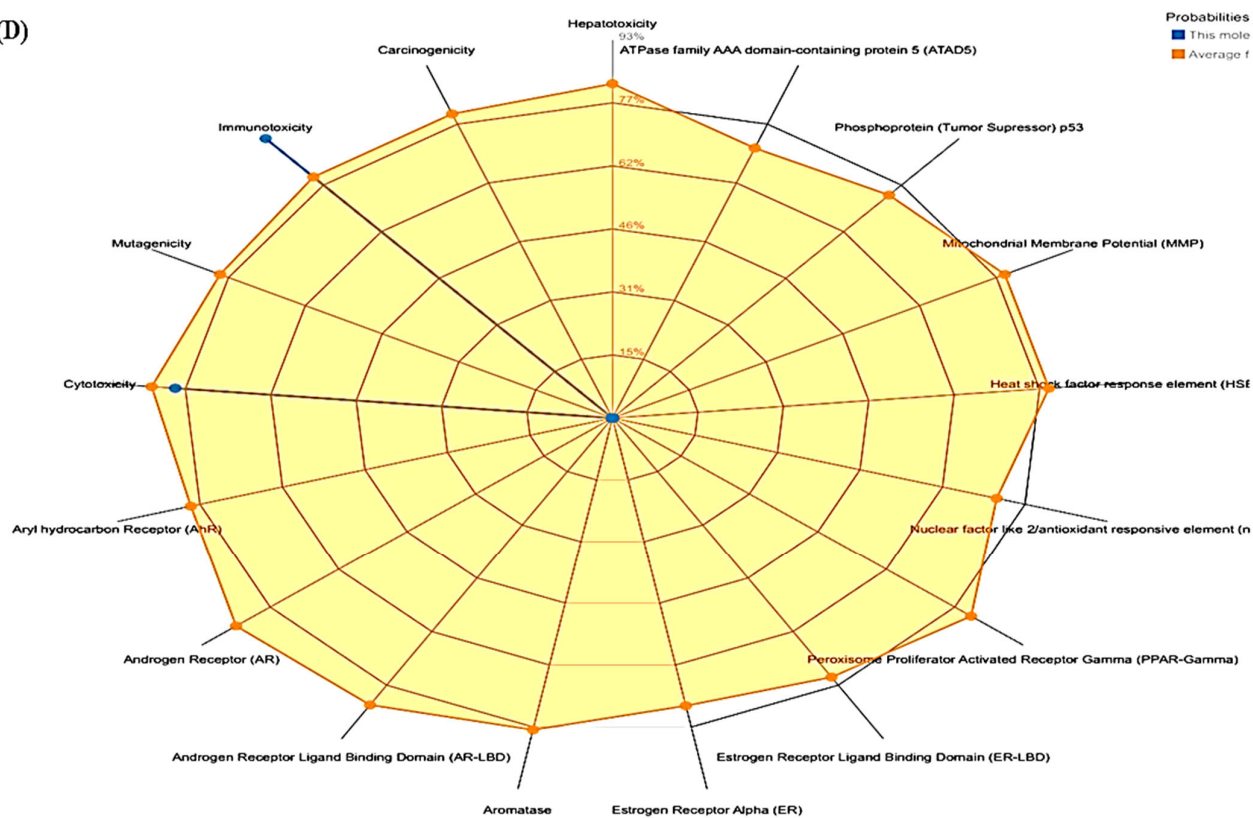 (D)
Probabilities
This mole
Average f
Hepatotoxicity
93%
ATPase family AAA domain-containing protein 5 (ATAD5)
Carcinogenicity
77%
Immunotoxicity
Phosphoprotein (Tumor Supressor) p53
62%
Mutagenicity
Mitochondrial Membrane Potential (MMP)
46%
31%
15%
Cytotoxicity
Heat shock factor response element (HSE
Aryl hydrocarbon Receptor (AhR)
Nuclear factor like 2/antioxidant responsive element (n
Androgen Receptor (AR)
Peroxisome Proliferator Activated Receptor Gamma (PPAR-Gamma)
Androgen Receptor Ligand Binding Domain (AR-LBD)
Estrogen Receptor Ligand Binding Domain (ER-LBD)
Aromatase
Estrogen Receptor Alpha (ER)